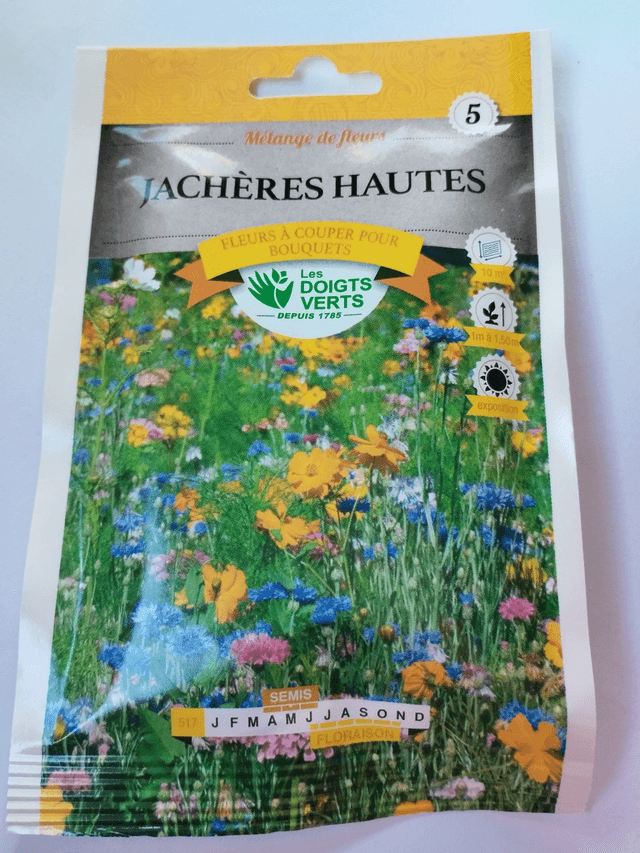 5
Mélange de fleurs
JACHÈRES HAUTES
FLEURS À COUPER POUR
BOUQUETS
Les
DOIGTS
VERTS
DEPUIS 1785
10 m²
1m à 1,50m
exposition
SEMIS
517 J F M A M J J A S O N D
FLORAISON